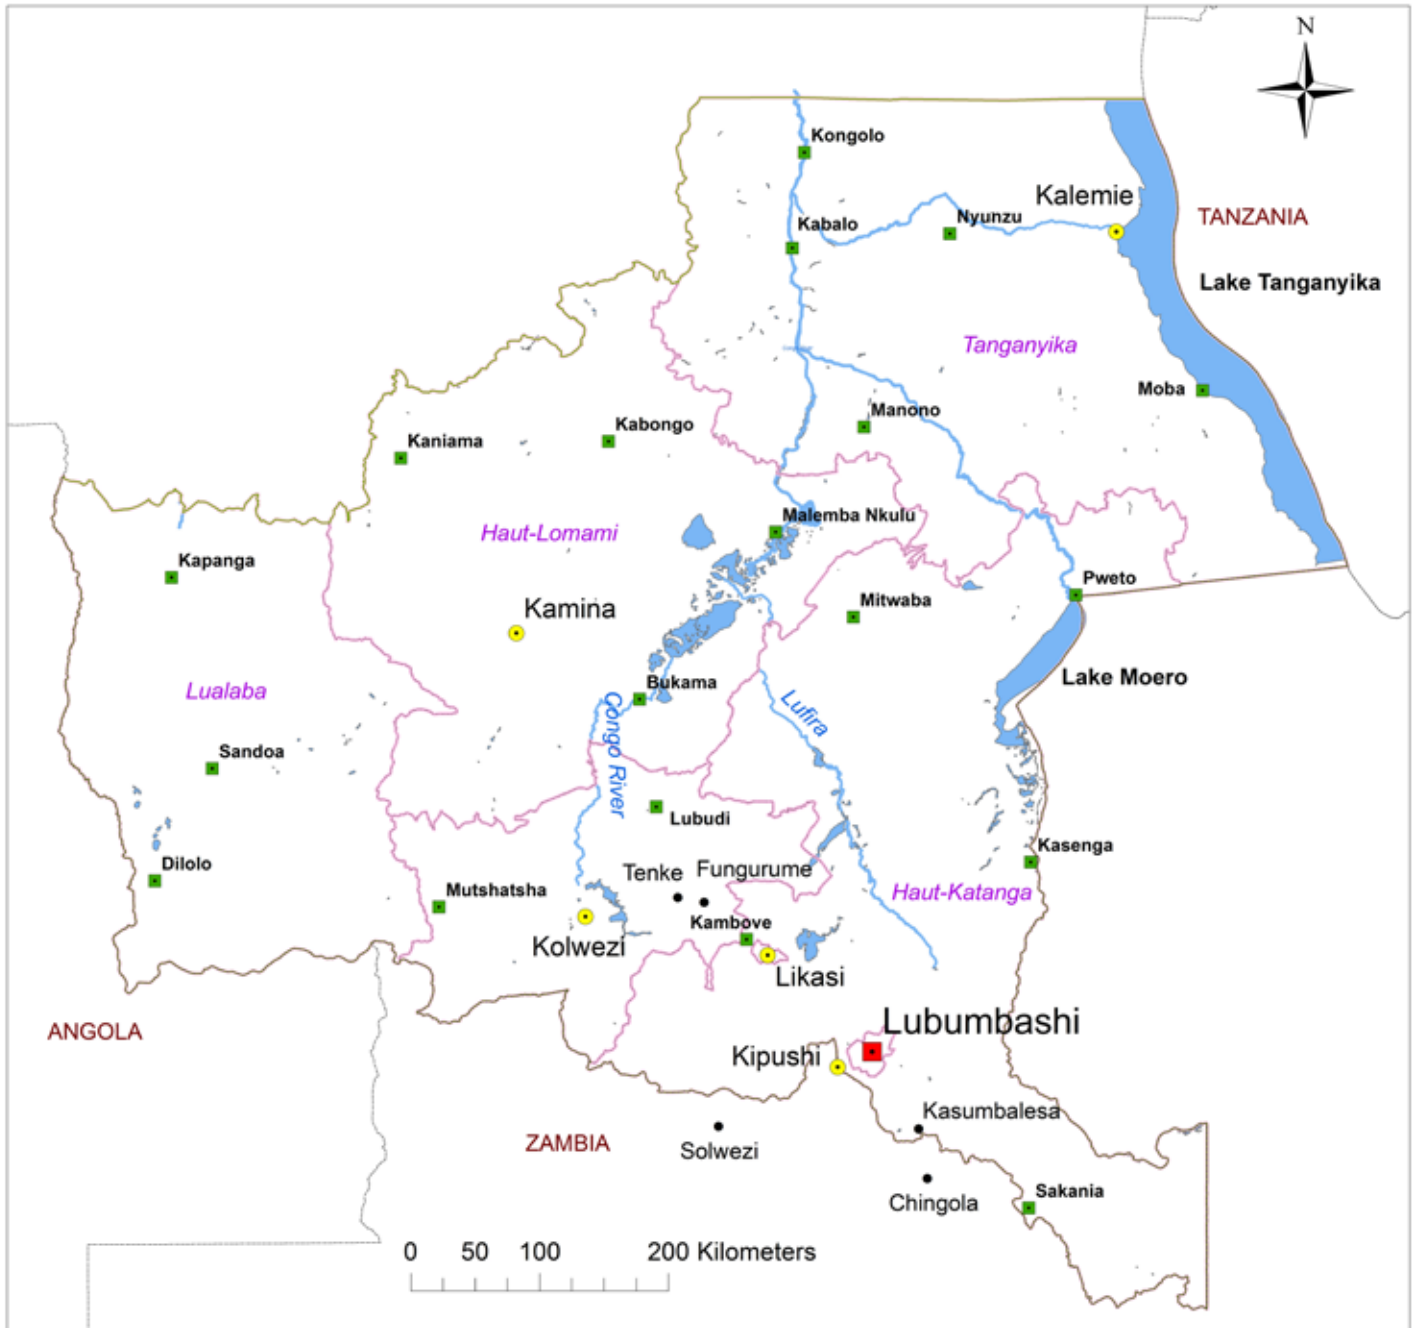 N
Kongolo
Kalemie
TANZANIA
Nyunzu
Kabalo
Lake Tanganyika
Tanganyika
Moba
Manono
Kabongo
Kaniama
Malemba Nkulu
Haut-Lomami
Kapanga
Pweto
Mitwaba
Kamina
Lake Moero
Bukama
Lualaba
Lufira
Congo River
Sandoa
Lubudi
Kasenga
Dilolo
Tenke
Fungurume
Mutshatsha
Haut-Katanga
Kambove
Kolwezi
Likasi
Lubumbashi
ANGOLA
Kipushi
Kasumbalesa
ZAMBIA
Solwezi
Sakania
Chingola
0 50 100 200 Kilometers